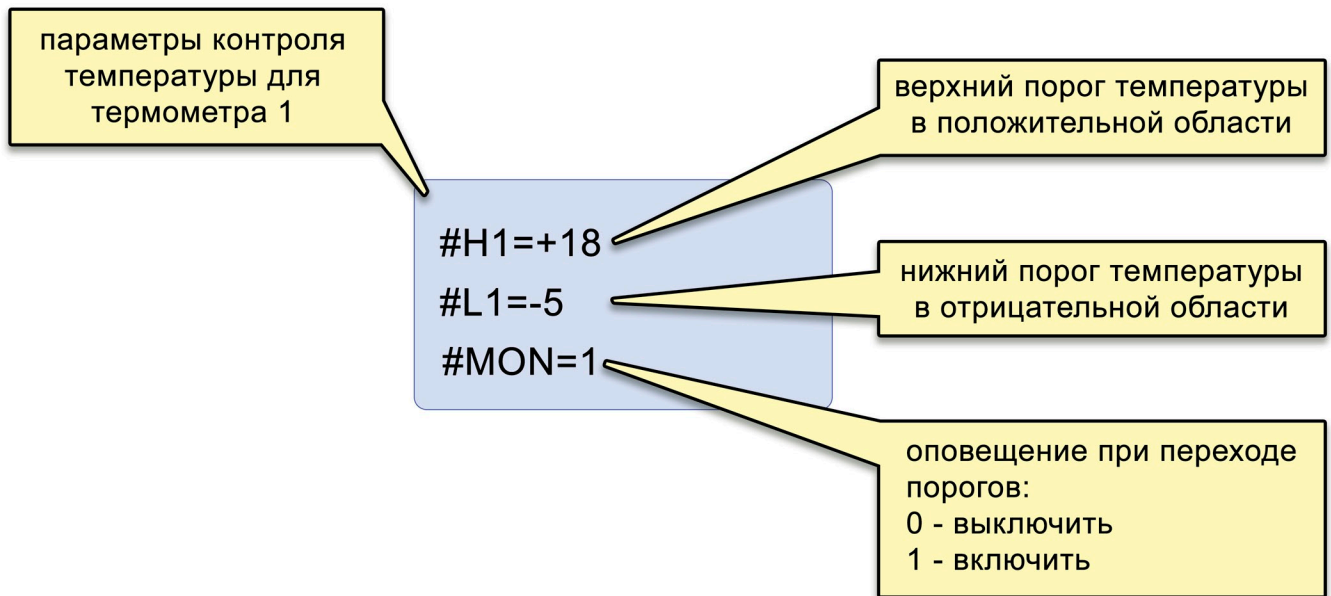 параметры контроля
температуры для
термометра 1
верхний порог температуры
в положительной области
#H1=+18
#L1=-5
#MON=1
нижний порог температуры
в отрицательной области
оповещение при переходе
порогов:
0 - выключить
1 - включить